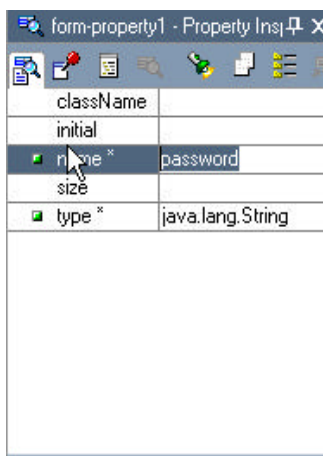 form-property1 - Property Insp
className
initial
name * password
size
type * java.lang.String